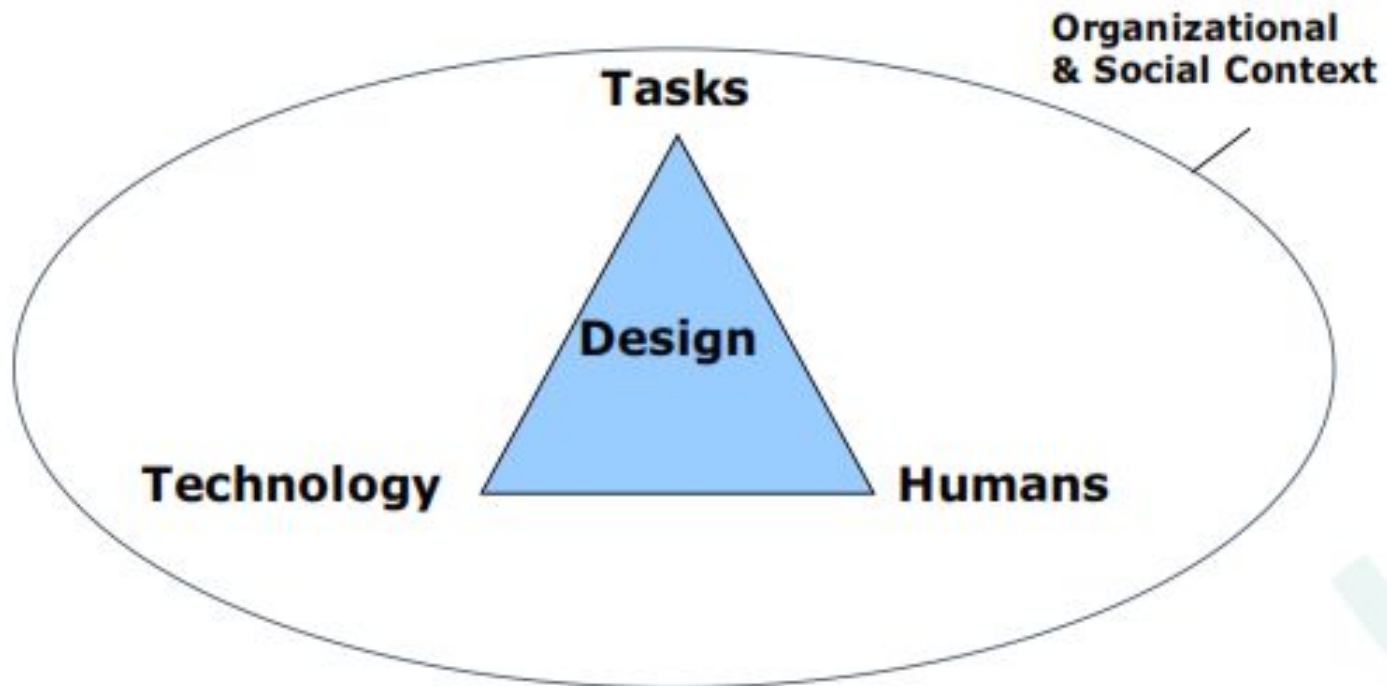 Organizational
& Social Context
Tasks
Design
Technology
Humans